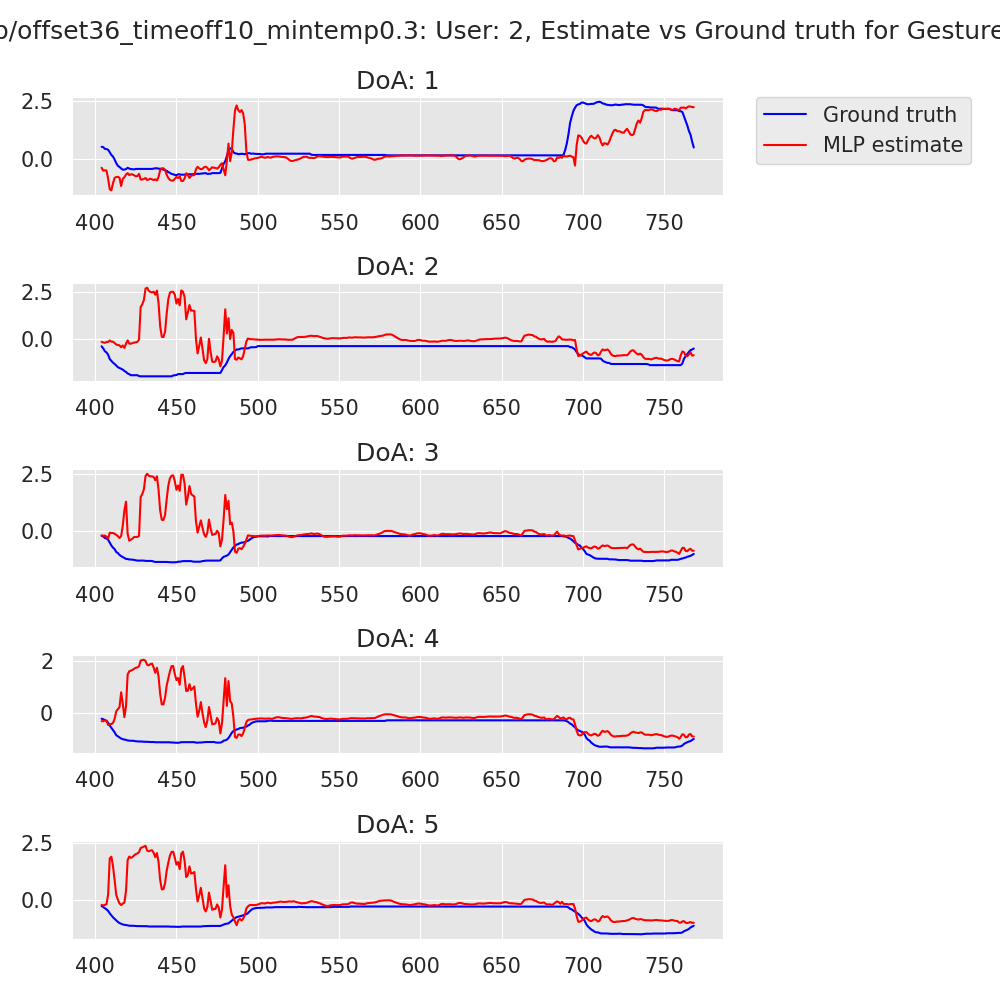 o/offset36_timeoff10_mintemp0.3: User: 2, Estimate vs Ground truth for Gesture
DoA: 1
2.5
0.0
400 450 500 550 600 650 700 750
Ground truth
MLP estimate
DoA: 2
2.5
0.0
400 450 500 550 600 650 700 750
DoA: 3
2.5
0.0
400 450 500 550 600 650 700 750
DoA: 4
2
0
400 450 500 550 600 650 700 750
DoA: 5
2.5
0.0
400 450 500 550 600 650 700 750